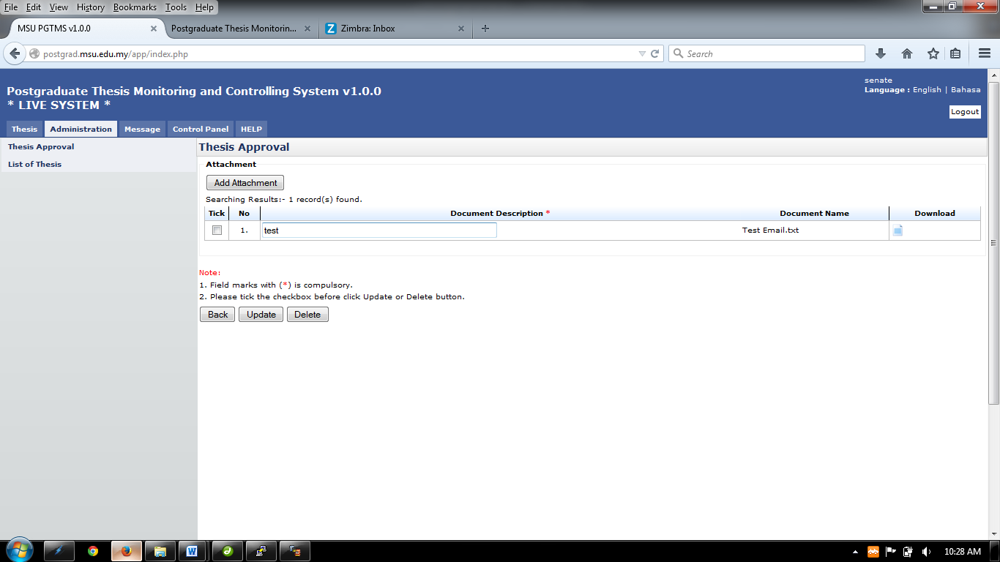 File Edit View History Bookmarks Tools Help
MSU PGTMS v1.0.0
Postgraduate Thesis Monitorin...
Zimbra: Inbox
postgrad.msu.edu.my/app/index.php
Search
senate
Language : English | Bahasa
Postgraduate Thesis Monitoring and Controlling System v1.0.0
* LIVE SYSTEM *
Logout
Thesis Administration Message Control Panel HELP
Thesis Approval
List of Thesis
Thesis Approval
Attachment
Add Attachment
Searching Results:- 1 record(s) found.
Tick No Document Description * Document Name Download
1. test Test Email.txt
Note:
1. Field marks with (*) is compulsory.
2. Please tick the checkbox before click Update or Delete button.
Back Update Delete
10:28 AM